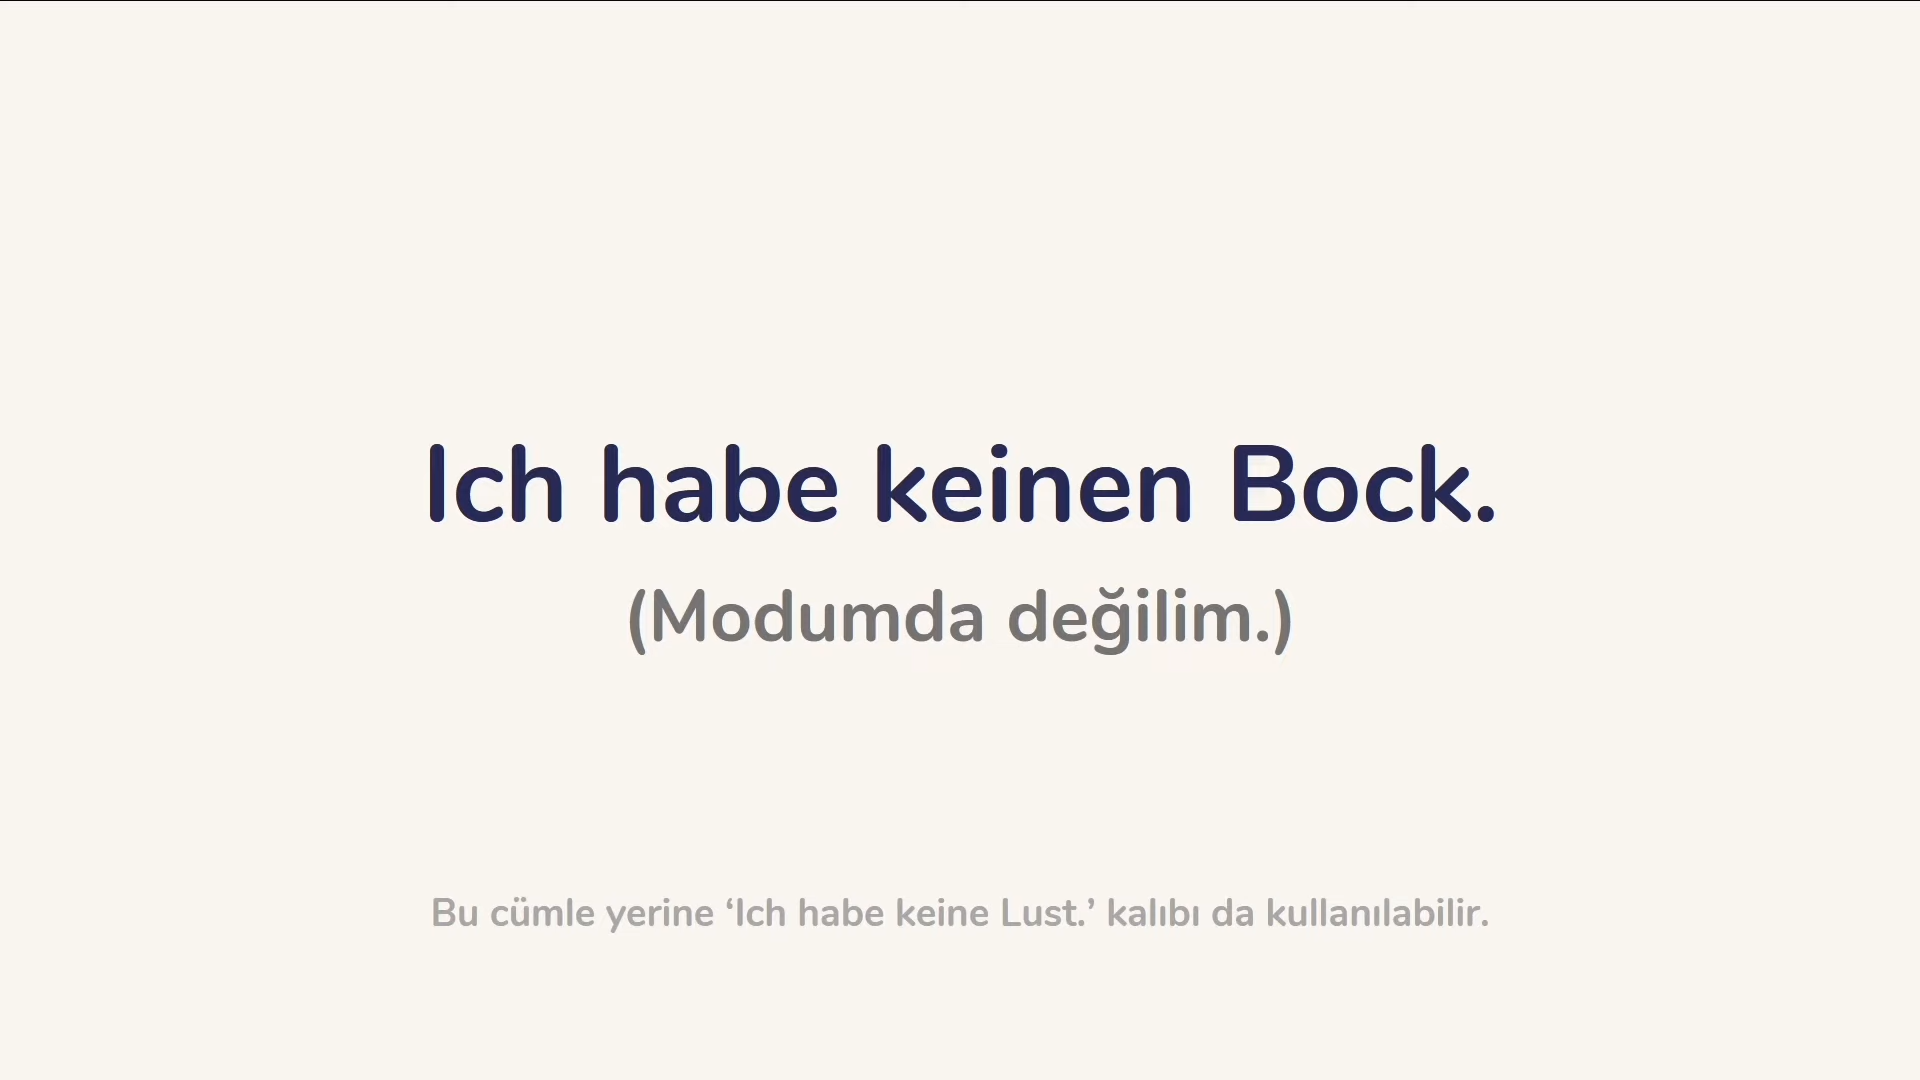 Ich habe keinen Bock.
(Modumda değilim.)
Bu cümle yerine ‘Ich habe keine Lust.’ kalıbı da kullanılabilir.